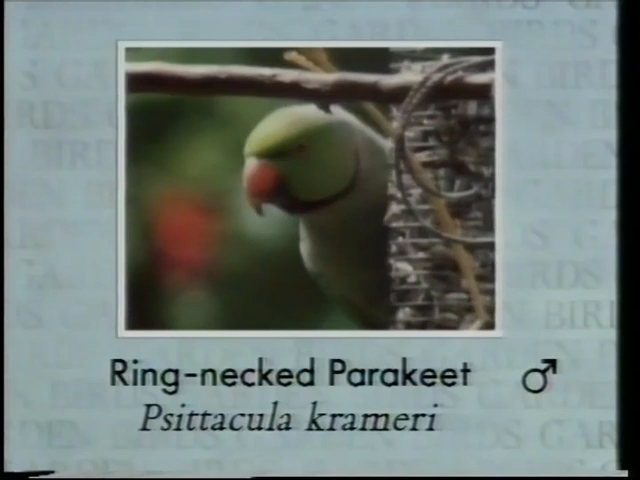 Ring-necked Parakeet ♂
Psittacula krameri